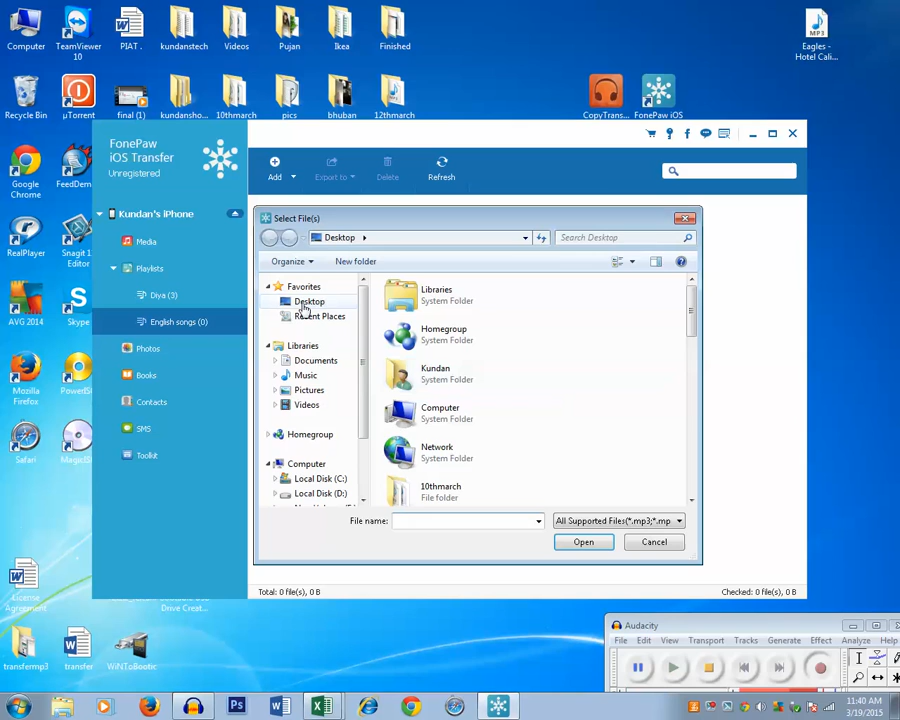 Computer
TeamViewer
10
PIAT .
kundanstech
Videos
Pujan
Ikea
Finished
MP3
Eagles -
Hotel Cali...
Recycle Bin
µTorrent
final (1)
kundansho...
10thmarch
pics
bhuban
12thmarch
CopyTrans...
FonePaw iOS
Google
Chrome
FeedDem
RealPlayer
Snagit 1
Editor
AVG 2014
Skype
Mozilla
Firefox
PowerIS
Safari
MagicIS
License
Agreement
Drive Creat...
transfermp3
transfer
WiNToBootic
FonePaw
iOS Transfer
Unregistered
Kundan's iPhone
Media
Playlists
Diya (3)
English songs (0)
Photos
Books
Contacts
SMS
Toolkit
Add
Export to
Delete
Refresh
Select File(s)
Desktop
Search Desktop
Organize
New folder
Favorites
Desktop
Recent Places
Libraries
Documents
Music
Pictures
Videos
Homegroup
Computer
Local Disk (C:)
Local Disk (D:)
Libraries
System Folder
Homegroup
System Folder
Kundan
System Folder
Computer
System Folder
Network
System Folder
10thmarch
File folder
File name:
All Supported Files(*.mp3;*.mp
Open
Cancel
Total: 0 file(s), 0 B
Checked: 0 file(s), 0 B
Audacity
File Edit View Transport Tracks Generate Effect Analyze Help
11:40 AM
3/19/2015